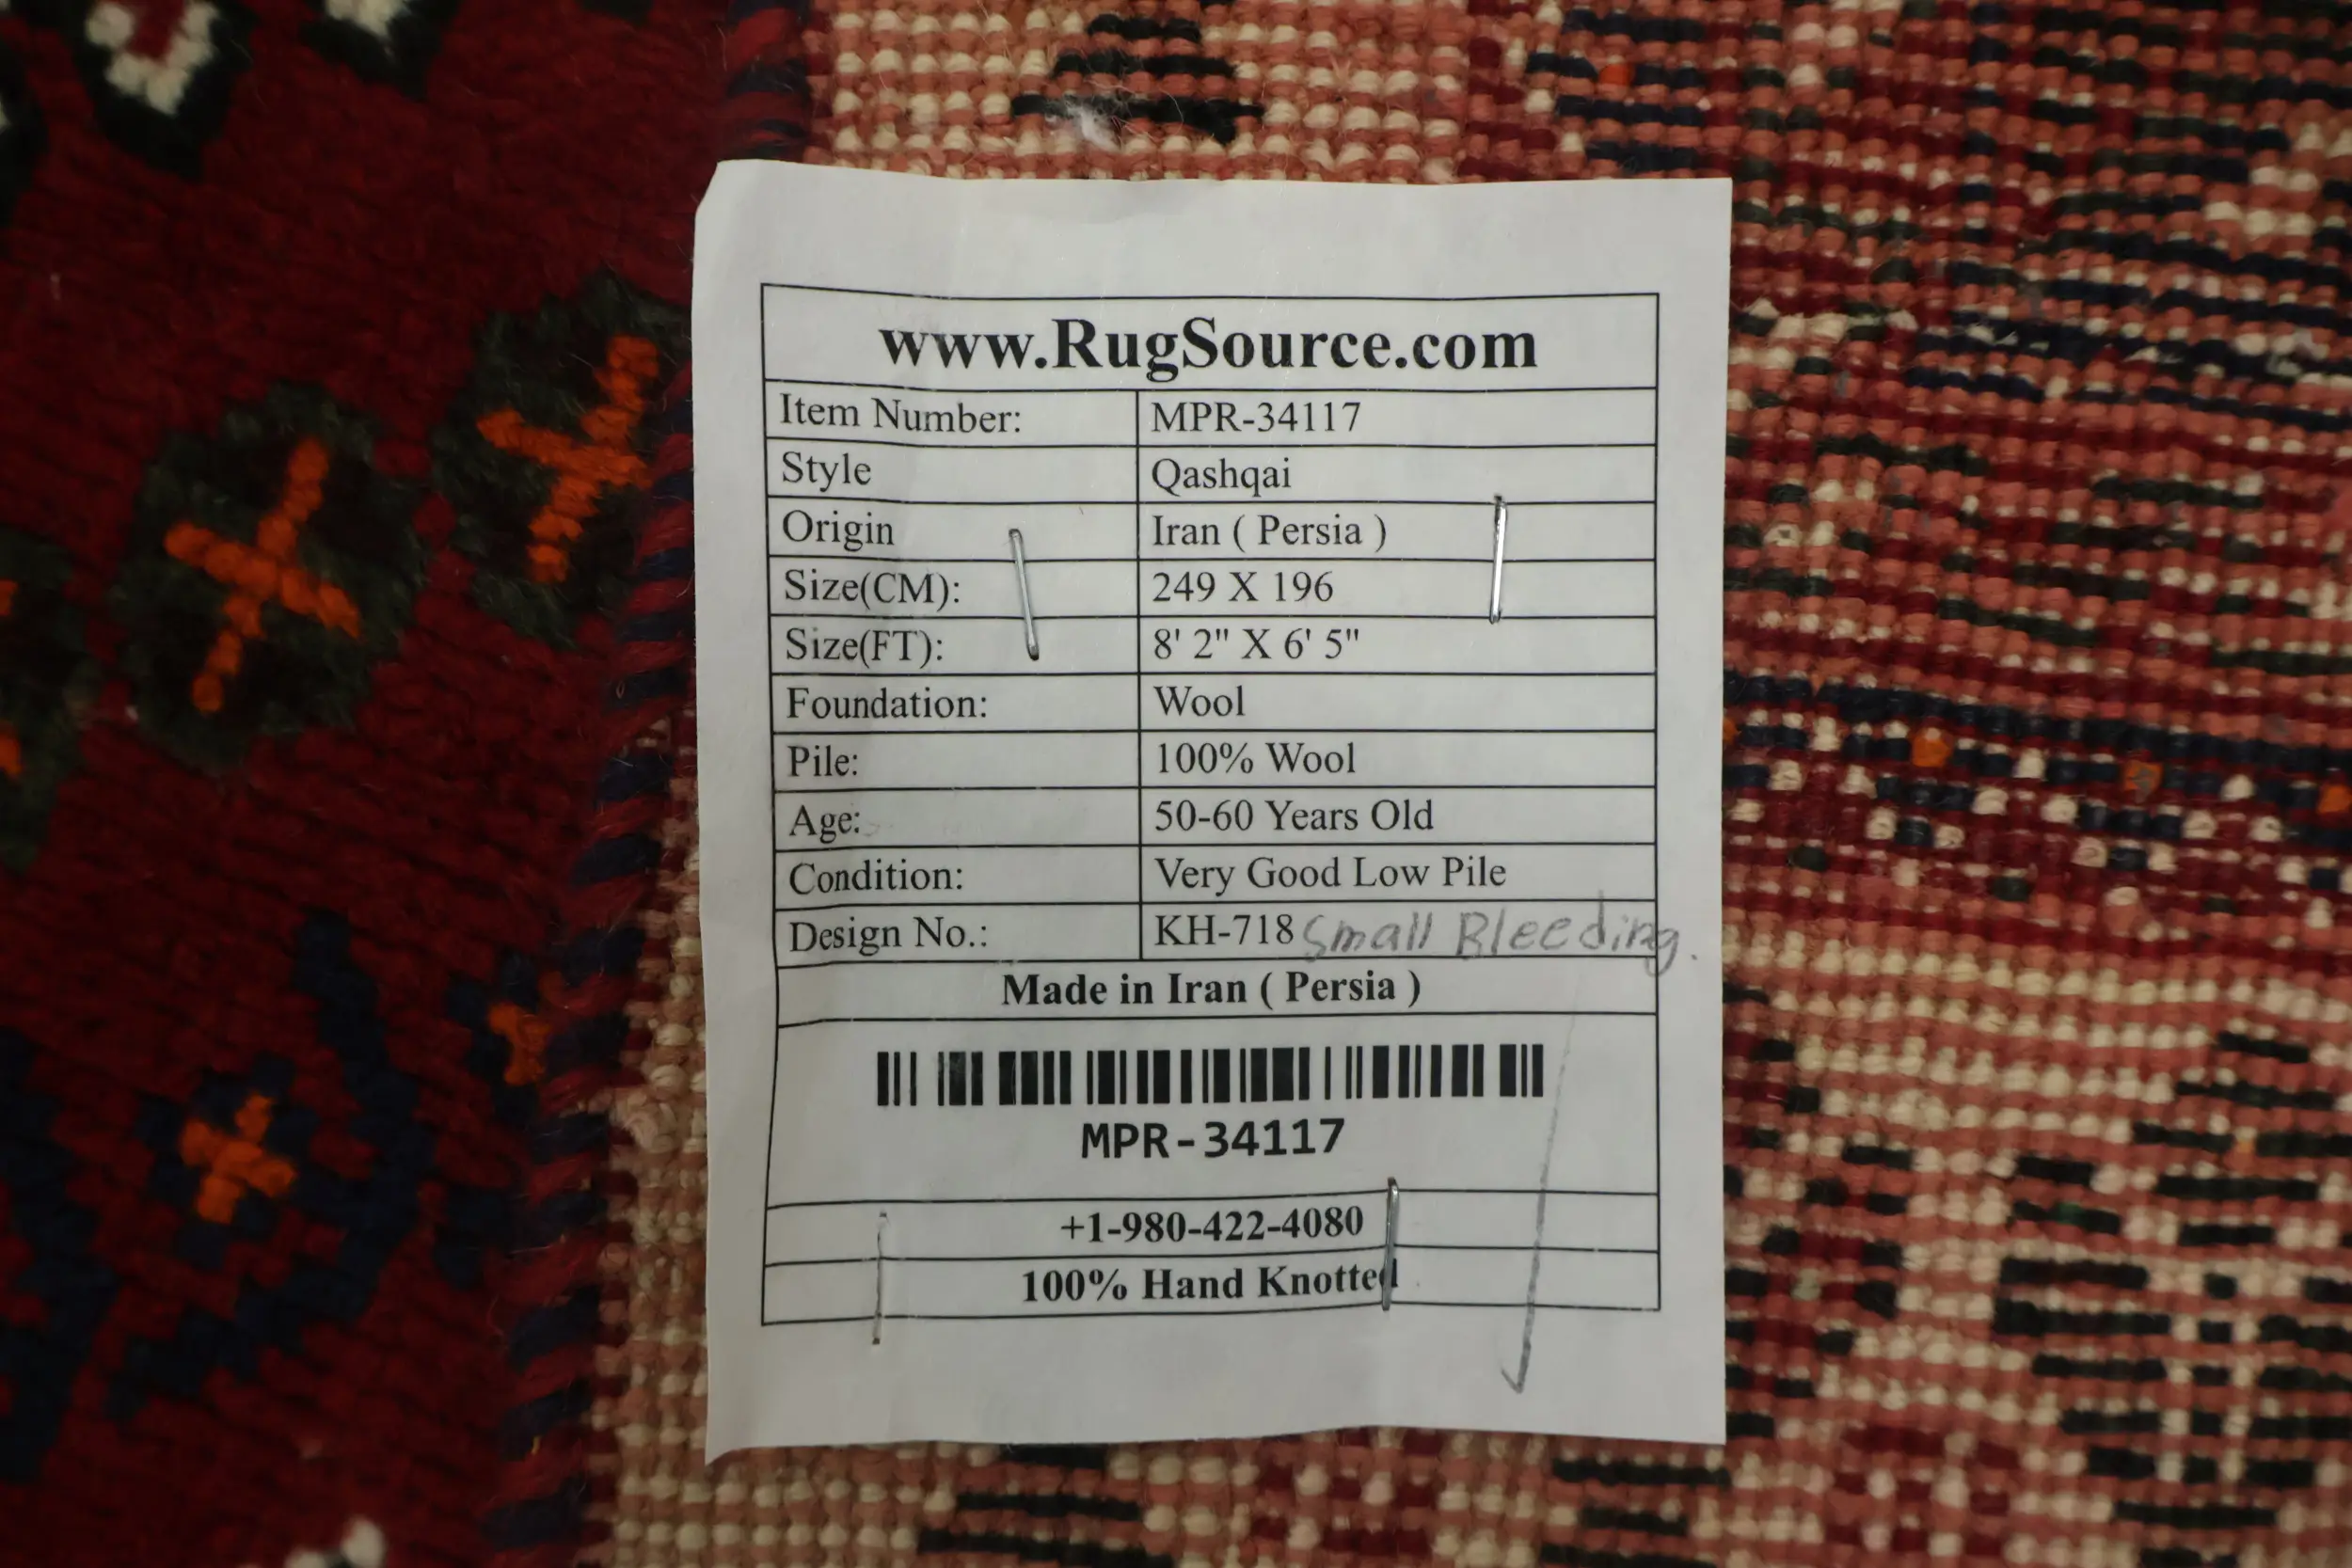 www.RugSource.com
Item Number: MPR-34117
Style Qashqai
Origin Iran ( Persia )
Size(CM): 249 X 196
Size(FT): 8' 2" X 6' 5"
Foundation: Wool
Pile: 100% Wool
Age: 50-60 Years Old
Condition: Very Good Low Pile
Design No.: KH-718 Small Bleeding.
Made in Iran ( Persia )
MPR-34117
+1-980-422-4080
100% Hand Knotted